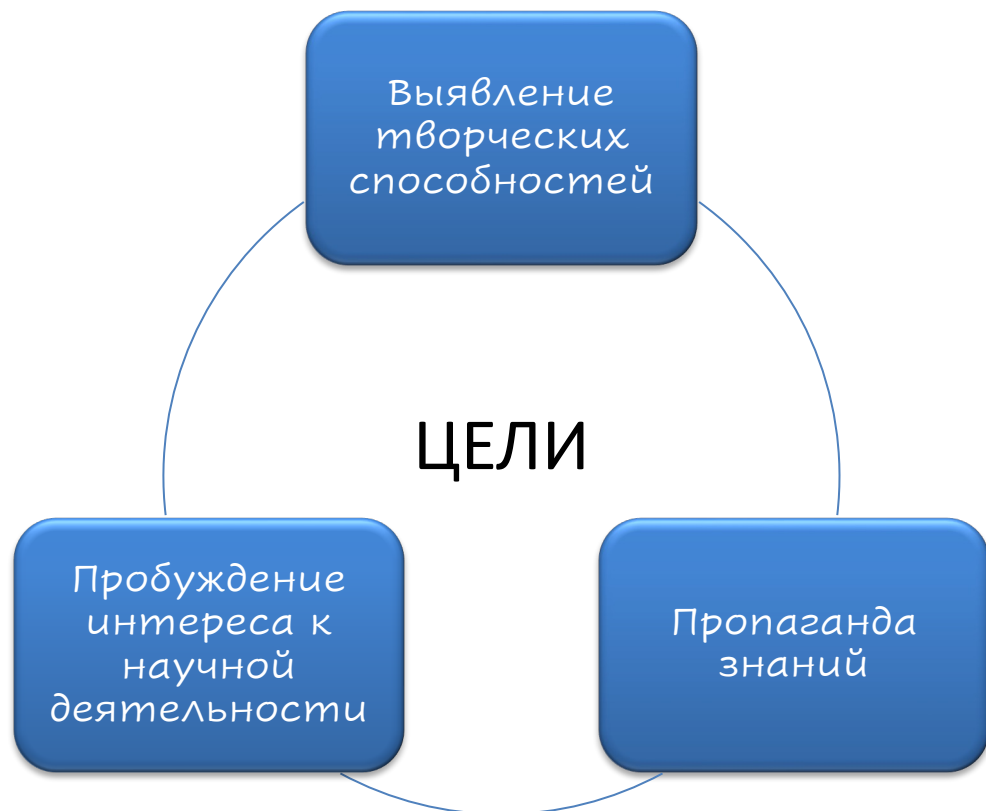 Выявление
творческих
способностей
ЦЕЛИ
Пробуждение
интереса к
научной
деятельности
Пропаганда
знаний